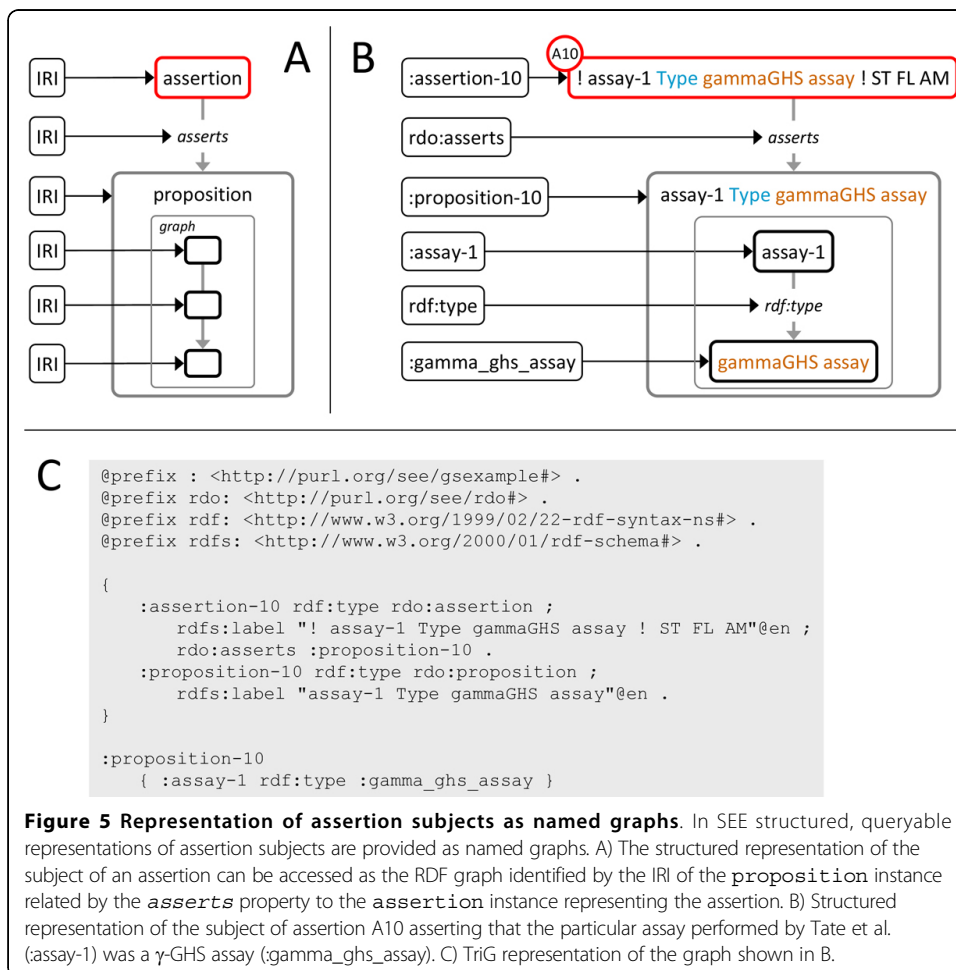 A
IRI
assertion
IRI
asserts
IRI
proposition
graph
IRI
IRI
IRI
B
A10
:assertion-10
! assay-1 Type gammaGHS assay ! ST FL AM
rdo:asserts
asserts
:proposition-10
assay-1 Type gammaGHS assay
:assay-1
assay-1
rdf:type
rdf:type
:gamma_ghs_assay
gammaGHS assay
C
@prefix : <http://purl.org/see/gsexample#> .
@prefix rdo: <http://purl.org/see/rdo#> .
@prefix rdf: <http://www.w3.org/1999/02/22-rdf-syntax-ns#> .
@prefix rdfs: <http://www.w3.org/2000/01/rdf-schema#> .
{
:assertion-10 rdf:type rdo:assertion ;
rdfs:label "! assay-1 Type gammaGHS assay ! ST FL AM"@en ;
rdo:asserts :proposition-10 .
:proposition-10 rdf:type rdo:proposition ;
rdfs:label "assay-1 Type gammaGHS assay"@en .
}
:proposition-10
{ :assay-1 rdf:type :gamma_ghs_assay }
Figure 5 Representation of assertion subjects as named graphs. In SEE structured, queryable
representations of assertion subjects are provided as named graphs. A) The structured representation of the
subject of an assertion can be accessed as the RDF graph identified by the IRI of the proposition instance
related by the asserts property to the assertion instance representing the assertion. B) Structured
representation of the subject of assertion A10 asserting that the particular assay performed by Tate et al.
(:assay-1) was a γ-GHS assay (:gamma_ghs_assay). C) TriG representation of the graph shown in B.